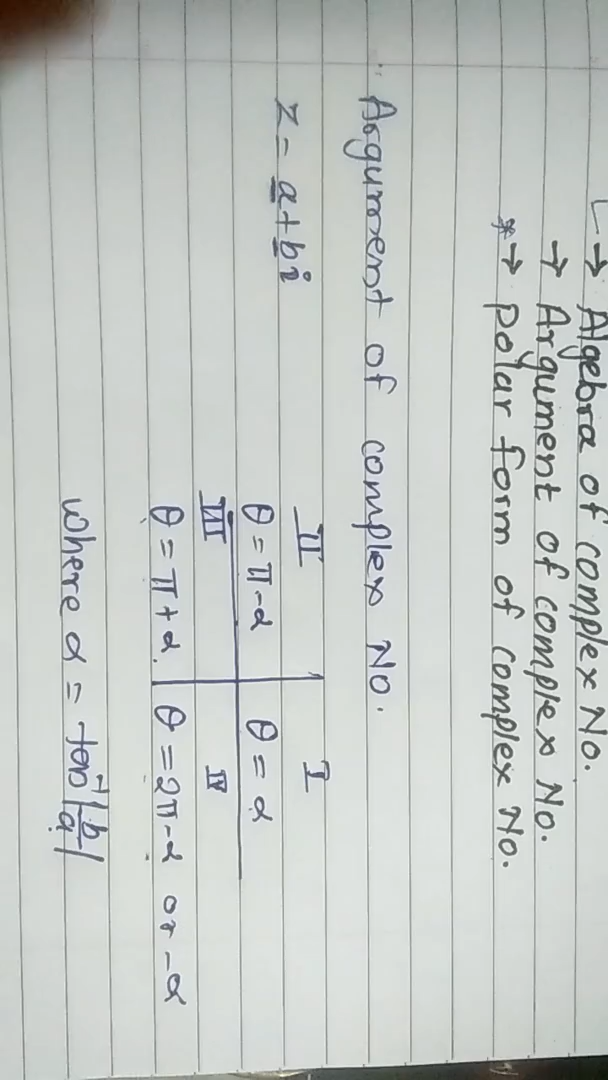 ↳ Algebra of complex No.
→ Argument of complex No.
*→ polar form of complex No.
Argument of complex No.
z = a+bi
II I
θ = π-α θ = α
III IV
θ = π+α θ = 2π-α or -α
where α = tan⁻¹|b/a|